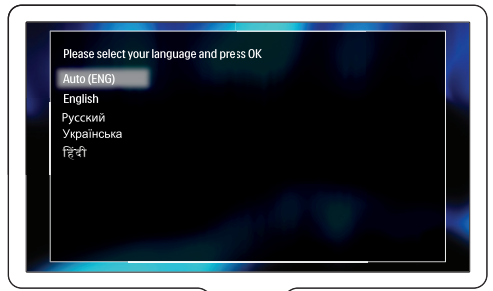 Please select your language and press OK
Auto (ENG)
English
Русский
Українська
हिंदी